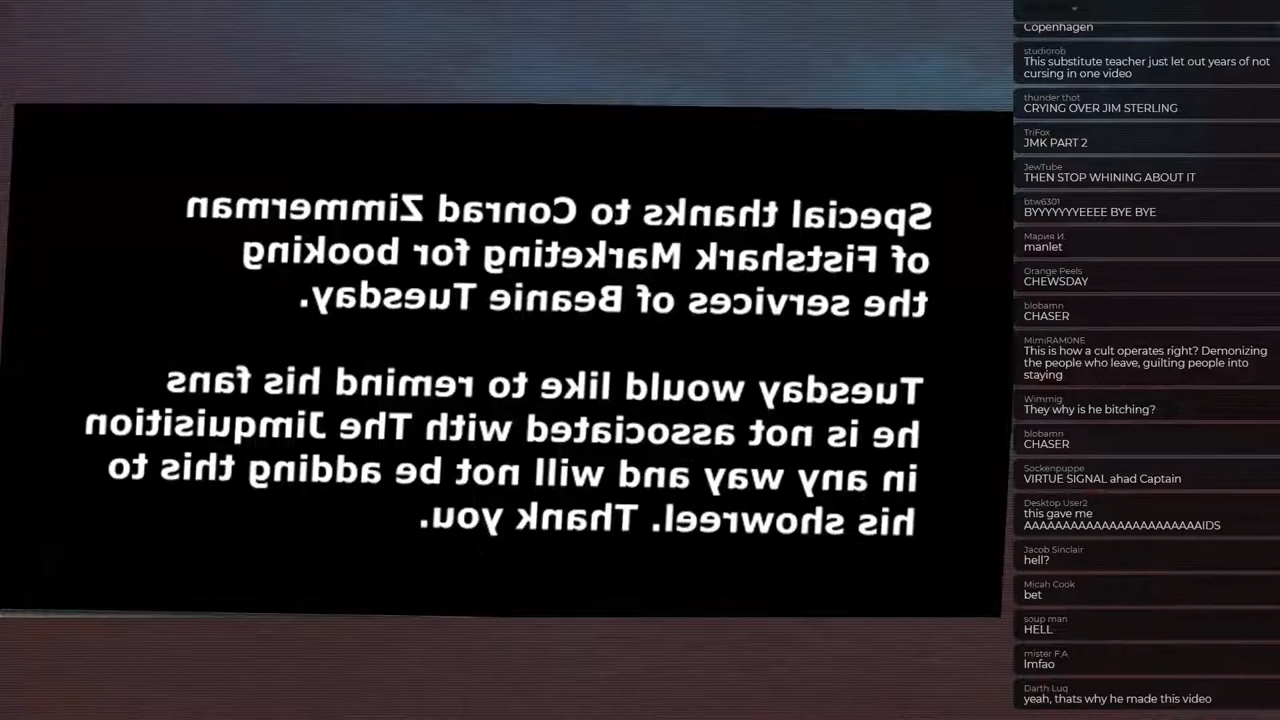 Special thanks to Conrad Zimmerman
of Fistshark Marketing for booking
the services of Beanie Tuesday.
Tuesday would like to remind his fans
he is not associated with The Jimquisition
in any way and will not be adding this to
his showreel. Thank you.
Copenhagen
studiorob
This substitute teacher just let out years of not
cursing in one video
thunder thot
CRYING OVER JIM STERLING
TriFox
JMK PART 2
JewTube
THEN STOP WHINING ABOUT IT
btw6301
BYYYYYYYEEEE BYE BYE
Мария И.
manlet
Orange Peels
CHEWSDAY
blobamn
CHASER
MimiRAMONE
This is how a cult operates right? Demonizing
the people who leave, guilting people into
staying
Wimmig
They why is he bitching?
blobamn
CHASER
Sockenpuppe
VIRTUE SIGNAL ahad Captain
Desktop User2
this gave me
AAAAAAAAAAAAAAAAAAAAAAAIDS
Jacob Sinclair
hell?
Micah Cook
bet
soup man
HELL
mister F.A
lmfao
Darth Luq
yeah, thats why he made this video